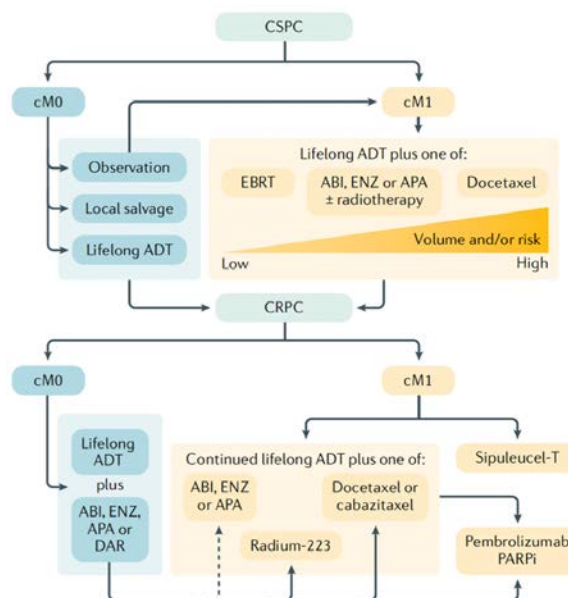 CSPC
cM0
cM1
Observation
Local salvage
Lifelong ADT
Lifelong ADT plus one of:
EBRT
ABI, ENZ or APA
± radiotherapy
Docetaxel
Volume and/or risk
Low
High
CRPC
cM0
cM1
Lifelong
ADT
plus
ABI, ENZ,
APA or
DAR
Continued lifelong ADT plus one of:
ABI, ENZ
or APA
Radium-223
Docetaxel or
cabazitaxel
Sipuleucel-T
Pembrolizumab
PARPi